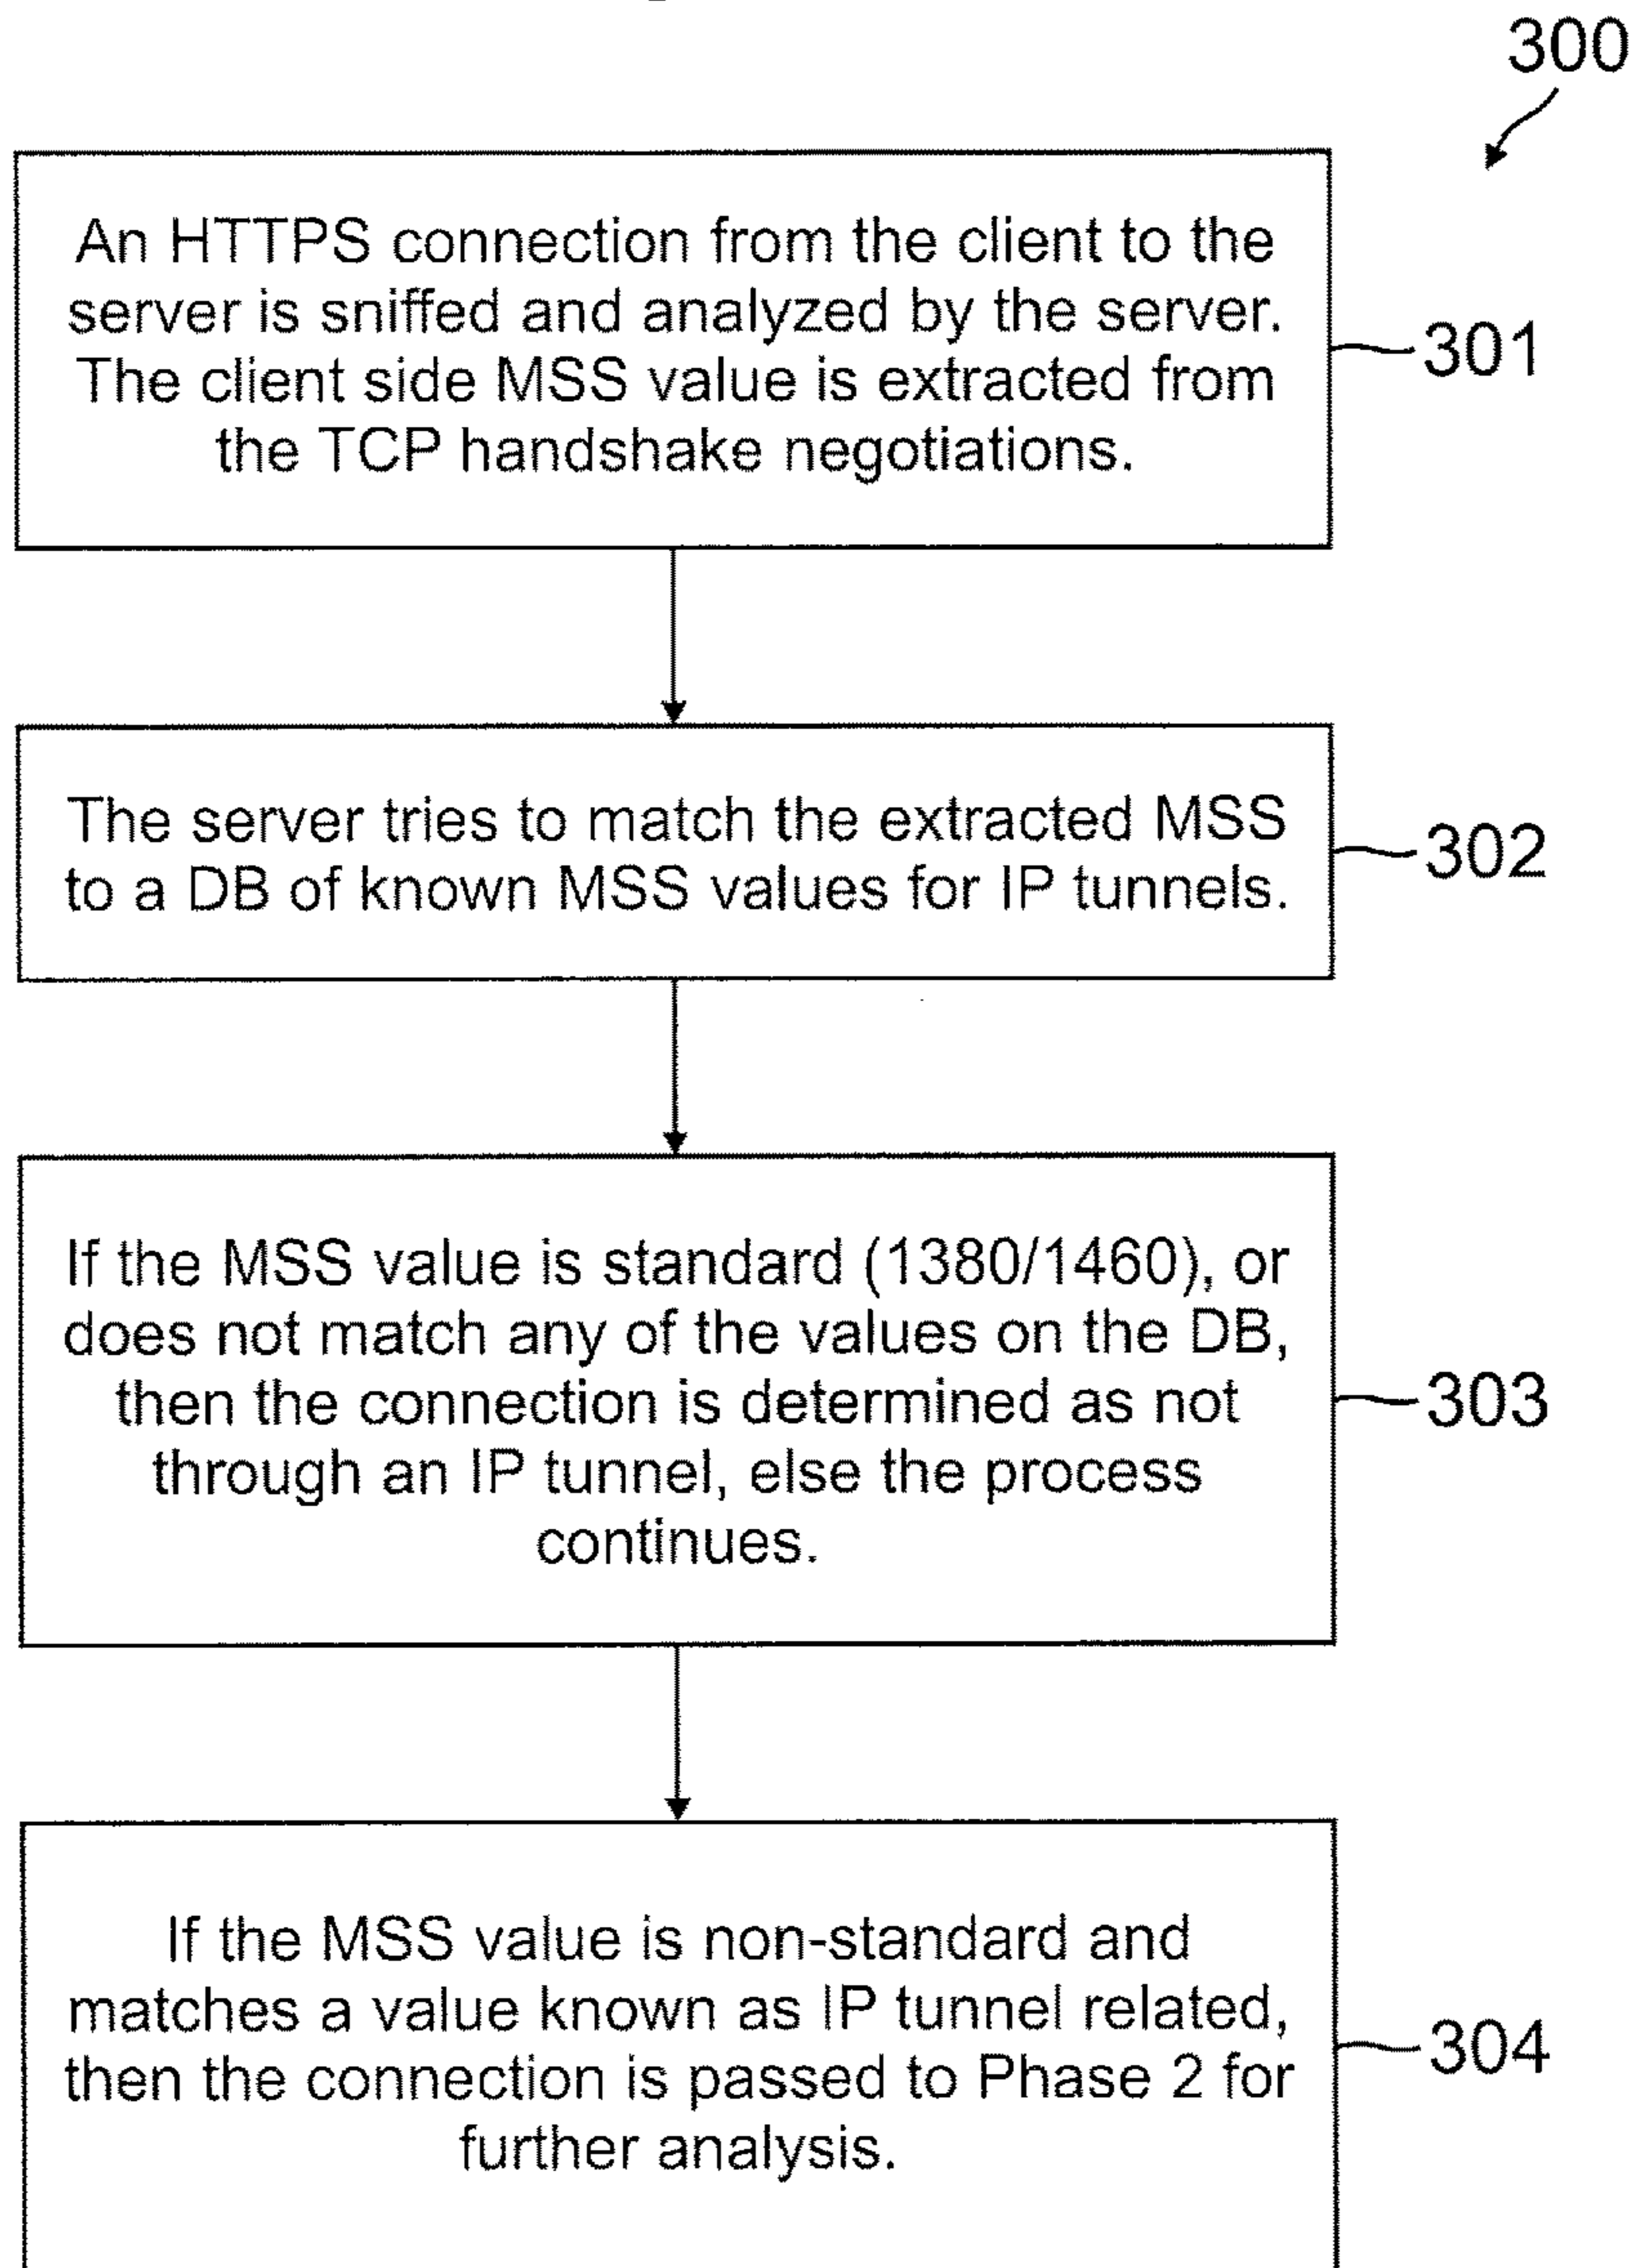 300
An HTTPS connection from the client to the
server is sniffed and analyzed by the server.
The client side MSS value is extracted from
the TCP handshake negotiations.
301
The server tries to match the extracted MSS
to a DB of known MSS values for IP tunnels.
302
If the MSS value is standard (1380/1460), or
does not match any of the values on the DB,
then the connection is determined as not
through an IP tunnel, else the process
continues.
303
If the MSS value is non-standard and
matches a value known as IP tunnel related,
then the connection is passed to Phase 2 for
further analysis.
304